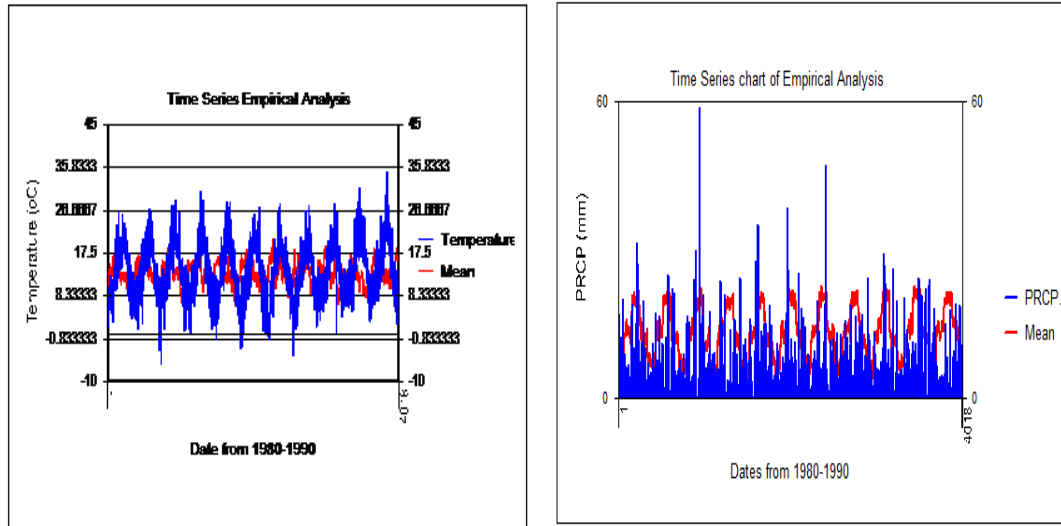 Time Series Empirical Analysis
45
45
35.8333
35.8333
26.6667
26.6667
17.5
17.5
8.33333
8.33333
-0.833333
-0.833333
-10
-10
Temperature (oC)
Temperature
Mean
Date from 1980-1990
Time Series chart of Empirical Analysis
60
60
PRCP (mm)
PRCP.
Mean
0
0
1
4018
Dates from 1980-1990